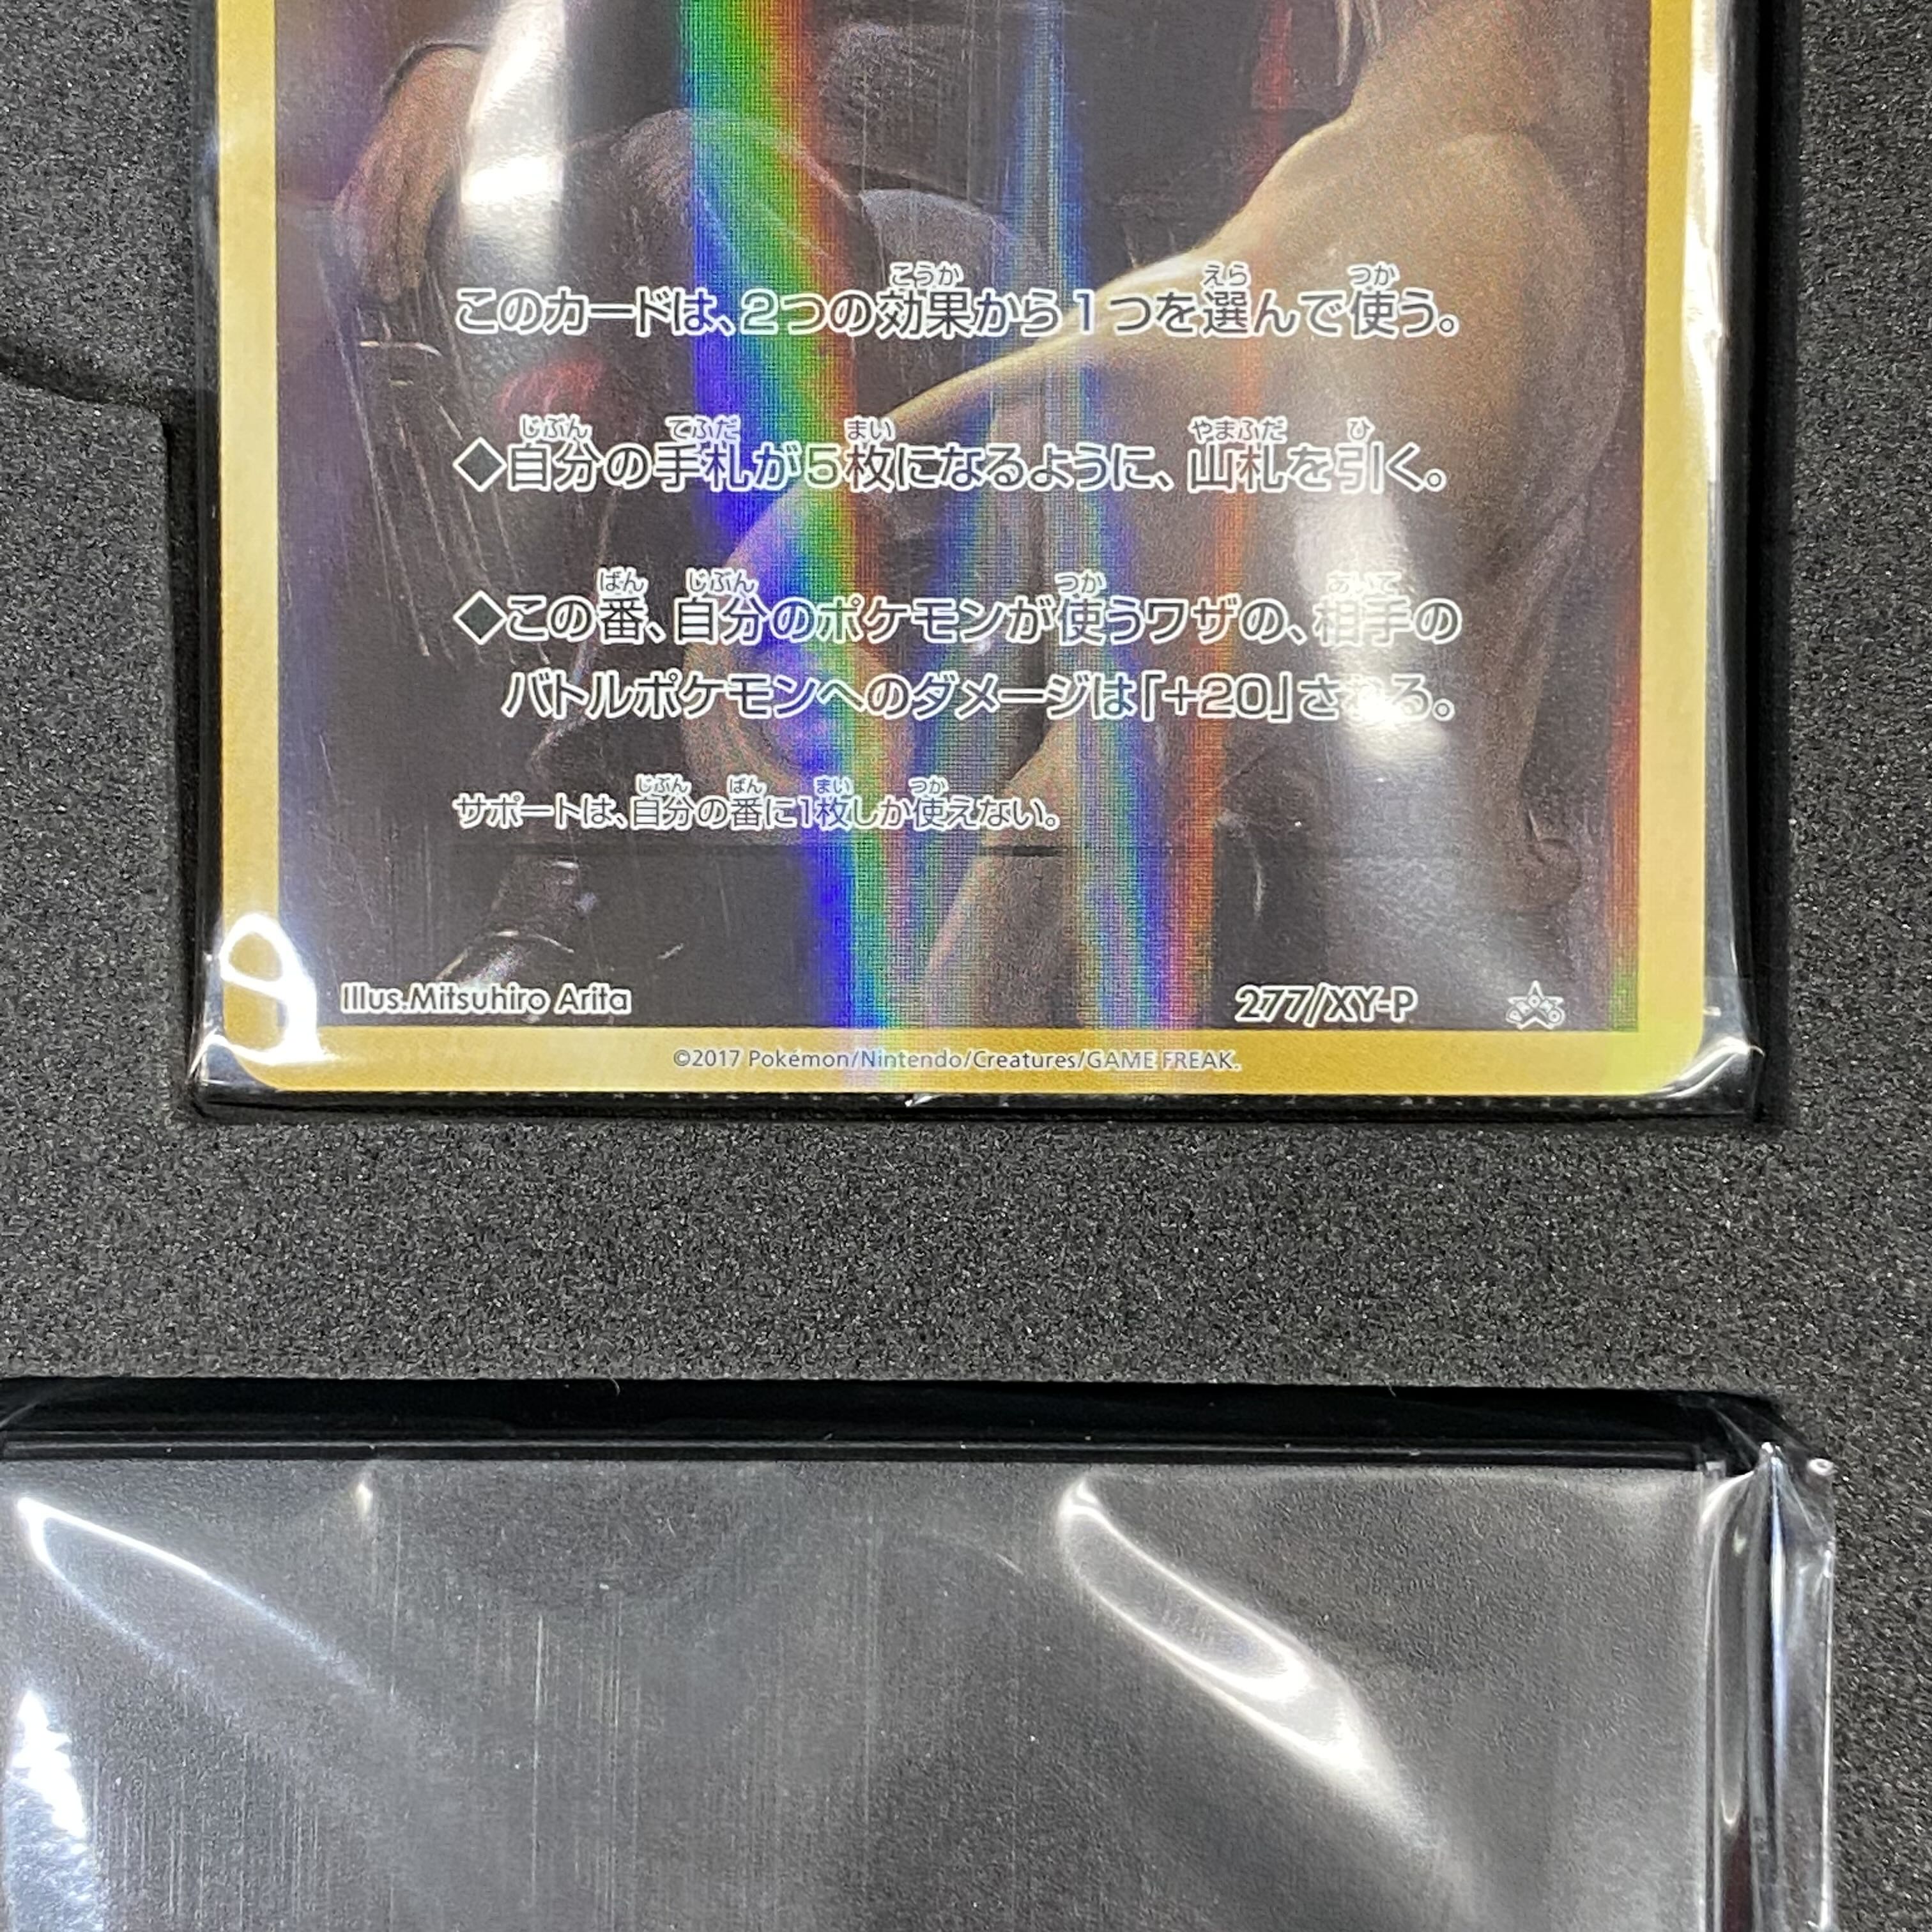 このカードは、2つの効果から1つを選んで使う。
◆自分の手札が5枚になるように、山札を引く。
◆この番、自分のポケモンが使うワザの、相手の
バトルポケモンへのダメージは「+20」される。
サポートは、自分の番に1枚しか使えない。
Illus.Mitsuhiro Arita
277/XY-P
PROMO
©2017 Pokémon/Nintendo/Creatures/GAME FREAK.